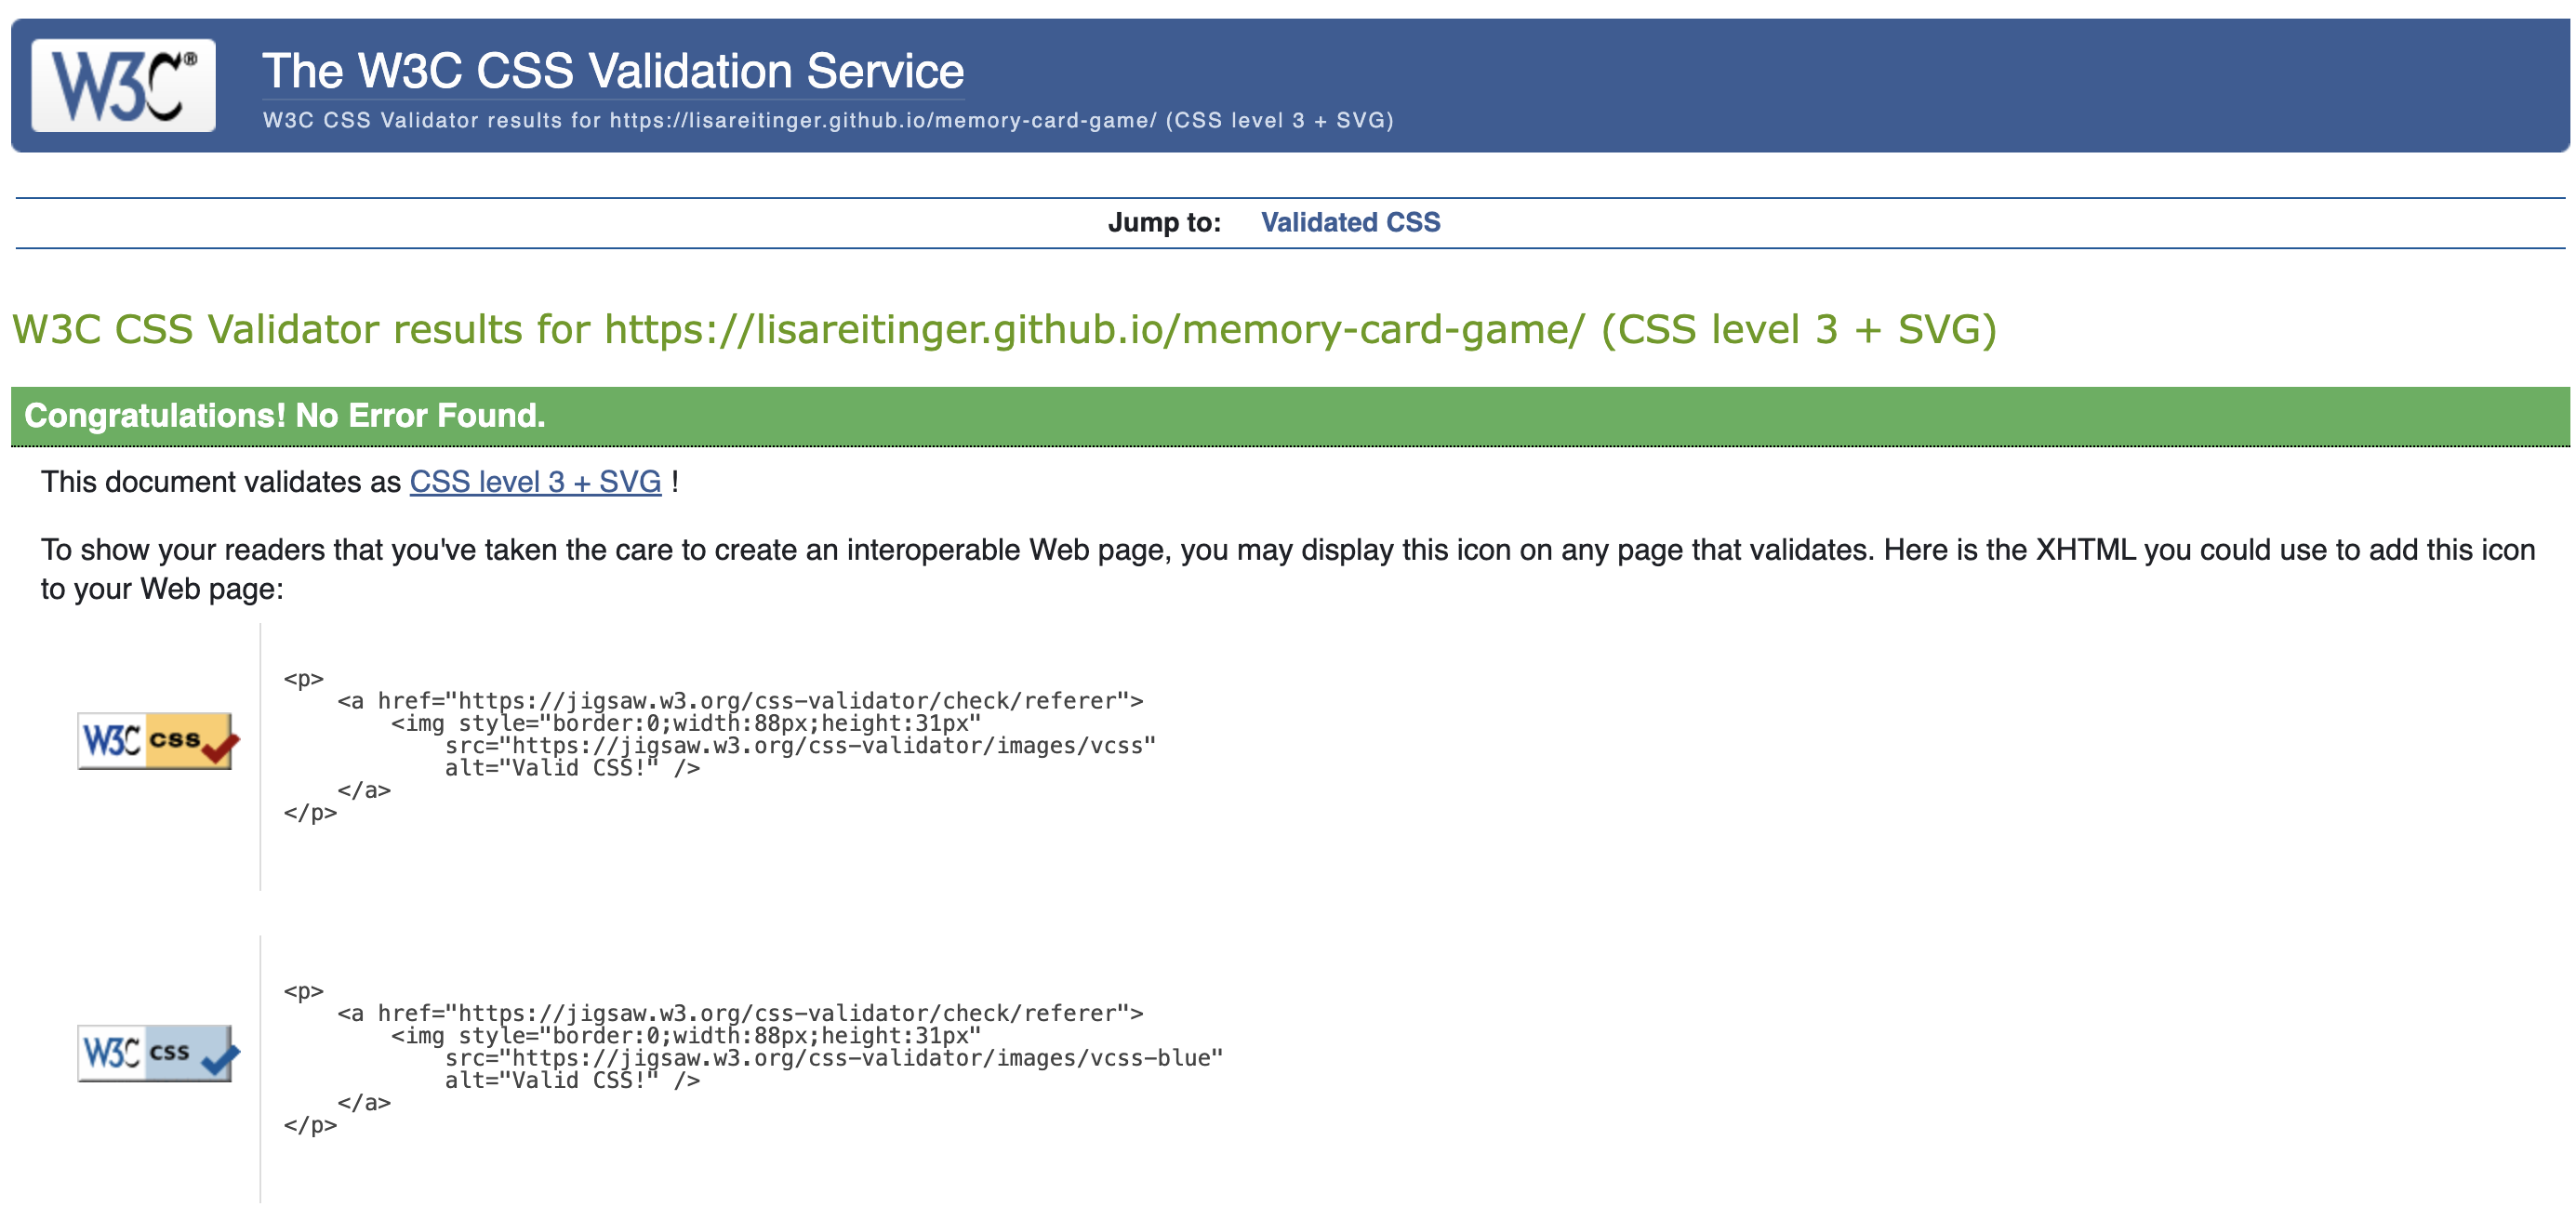 W3C®
The W3C CSS Validation Service
W3C CSS Validator results for https://lisareitinger.github.io/memory-card-game/ (CSS level 3 + SVG)
Jump to: Validated CSS
W3C CSS Validator results for https://lisareitinger.github.io/memory-card-game/ (CSS level 3 + SVG)
Congratulations! No Error Found.
This document validates as CSS level 3 + SVG !
To show your readers that you've taken the care to create an interoperable Web page, you may display this icon on any page that validates. Here is the XHTML you could use to add this icon
to your Web page:
W3C css
<p>
    <a href="https://jigsaw.w3.org/css-validator/check/referer">
        <img style="border:0;width:88px;height:31px"
            src="https://jigsaw.w3.org/css-validator/images/vcss"
            alt="Valid CSS!" />
    </a>
</p>
W3C css
<p>
    <a href="https://jigsaw.w3.org/css-validator/check/referer">
        <img style="border:0;width:88px;height:31px"
            src="https://jigsaw.w3.org/css-validator/images/vcss-blue"
            alt="Valid CSS!" />
    </a>
</p>